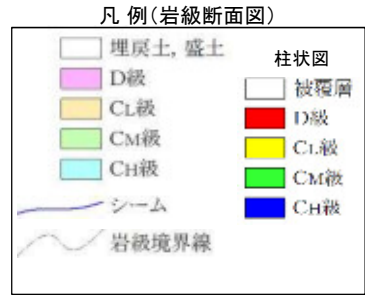 凡 例(岩級断面図)
埋戻土, 盛土
D級
CL級
CM級
CH級
シーム
岩級境界線
柱状図
被覆層
D級
CL級
CM級
CH級